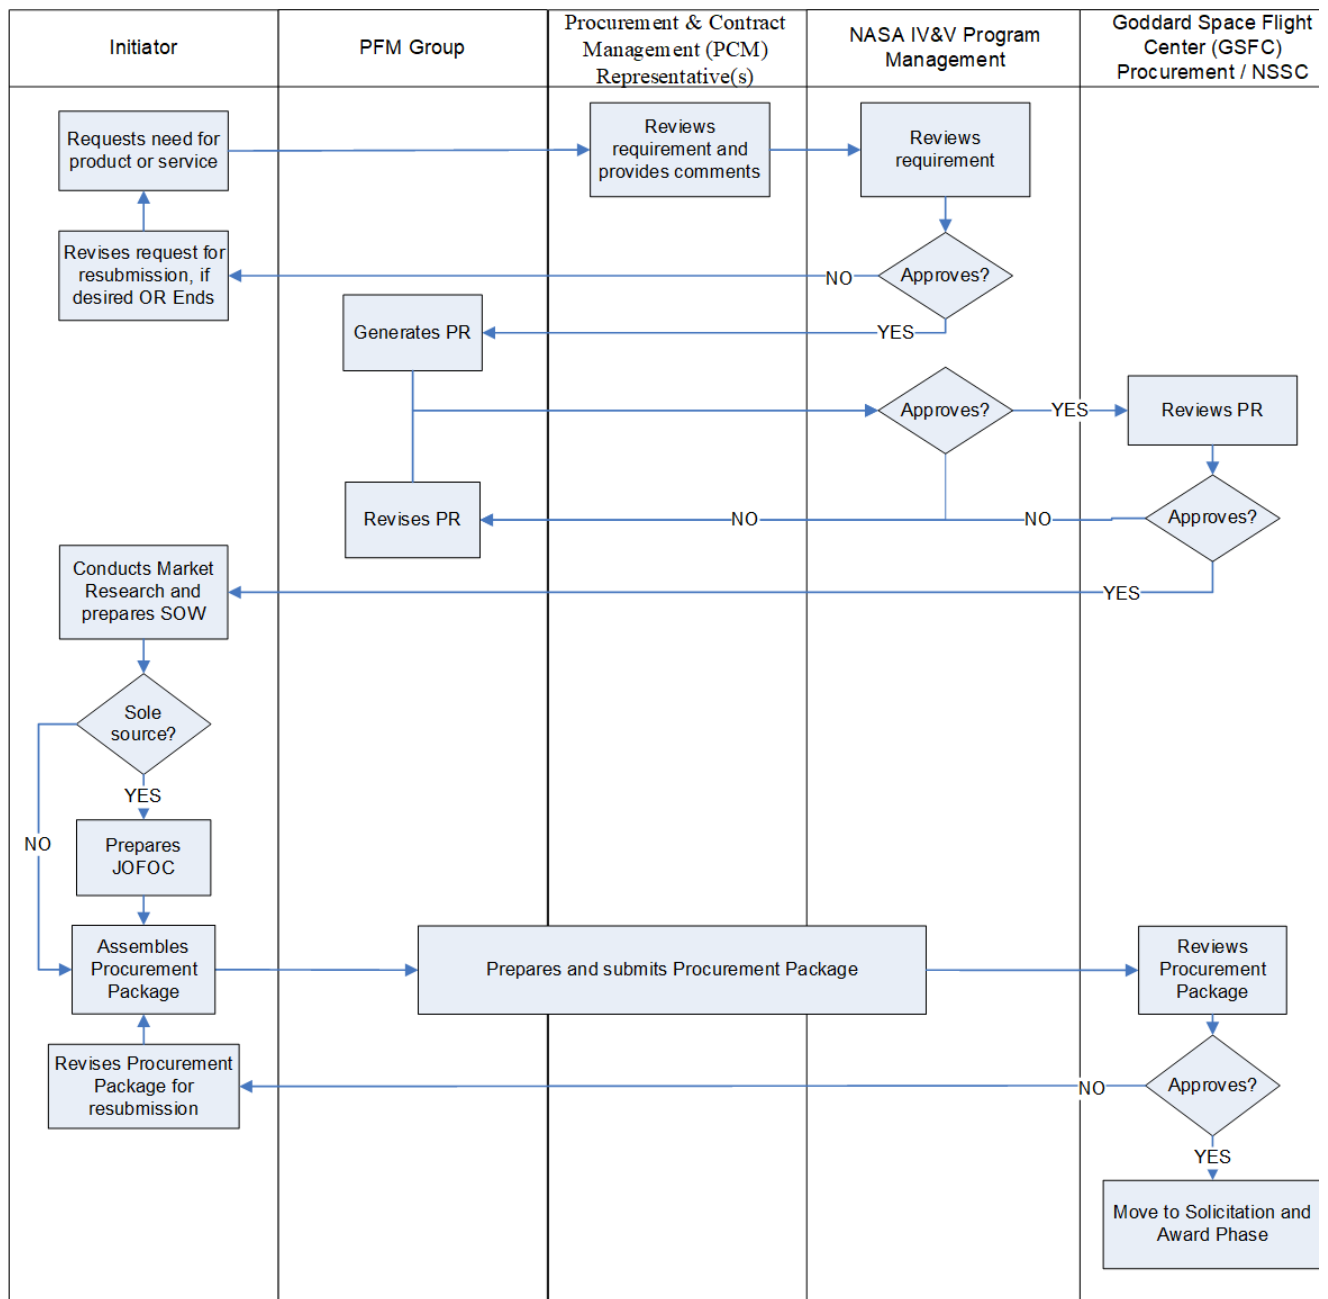 Initiator
PFM Group
Procurement & Contract
Management (PCM)
Representative(s)
NASA IV&V Program
Management
Goddard Space Flight
Center (GSFC)
Procurement / NSSC
Requests need for
product or service
Reviews
requirement and
provides comments
Reviews
requirement
Revises request for
resubmission, if
desired OR Ends
NO
Approves?
Generates PR
YES
Approves?
YES
Reviews PR
Revises PR
NO
NO
Approves?
Conducts Market
Research and
prepares SOW
YES
Sole
source?
YES
NO
Prepares
JOFOC
Assembles
Procurement
Package
Prepares and submits Procurement Package
Reviews
Procurement
Package
Revises Procurement
Package for
resubmission
NO
Approves?
YES
Move to Solicitation and
Award Phase